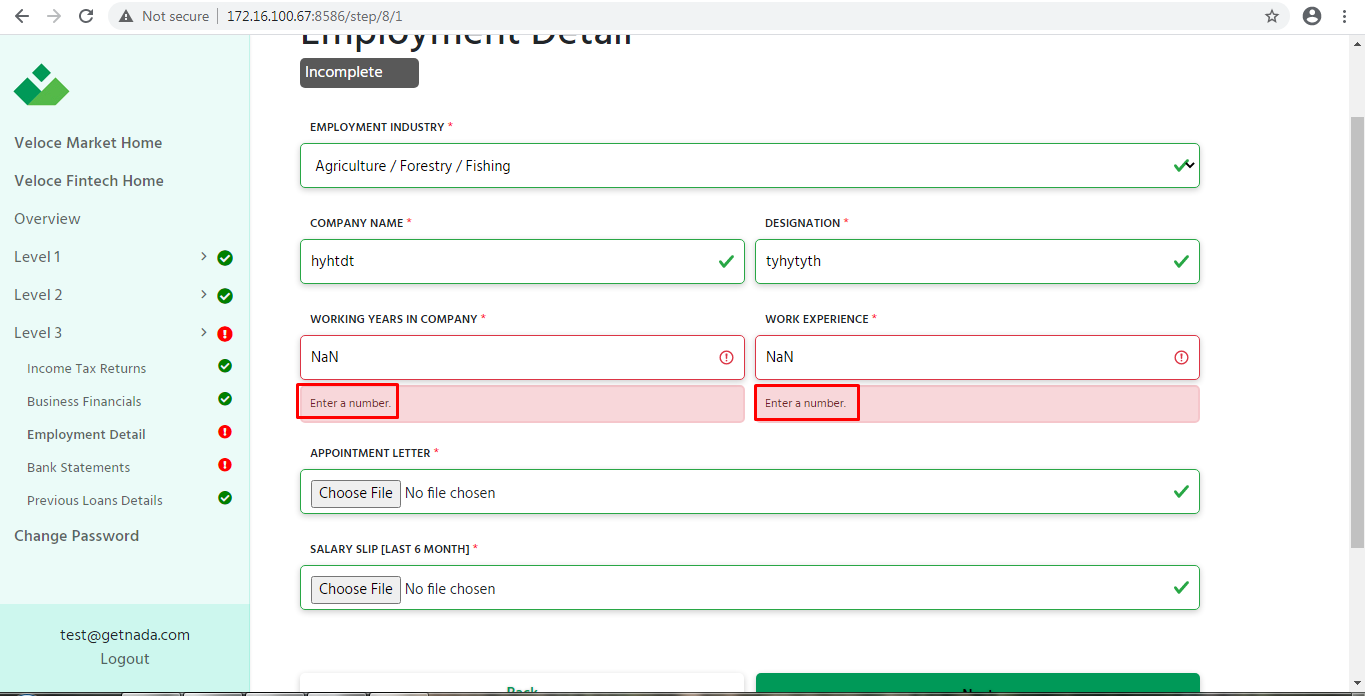 Not secure
172.16.100.67:8586/step/8/1
Veloce Market Home
Veloce Fintech Home
Overview
Level 1
Level 2
Level 3
Income Tax Returns
Business Financials
Employment Detail
Bank Statements
Previous Loans Details
Change Password
test@getnada.com
Logout
Employment Detail
Incomplete
EMPLOYMENT INDUSTRY *
Agriculture / Forestry / Fishing
COMPANY NAME * DESIGNATION *
hyhtdt tyhytyth
WORKING YEARS IN COMPANY * WORK EXPERIENCE *
NaN NaN
Enter a number. Enter a number.
APPOINTMENT LETTER *
Choose File No file chosen
SALARY SLIP [LAST 6 MONTH] *
Choose File No file chosen
Back Next